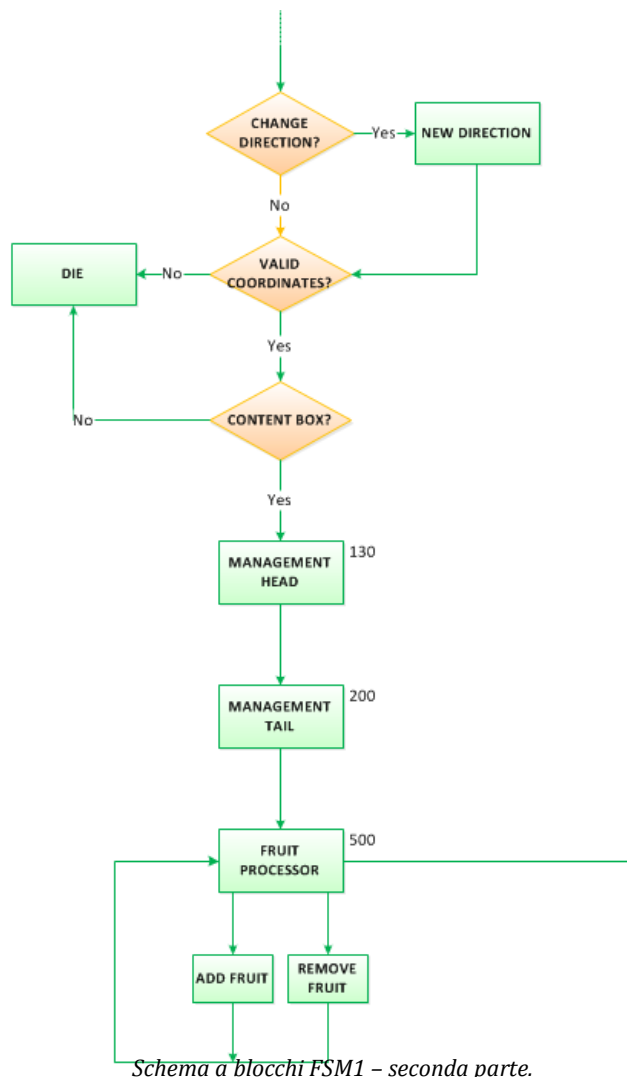 CHANGE
DIRECTION?
Yes
NEW DIRECTION
No
DIE
No
VALID
COORDINATES?
Yes
No
CONTENT BOX?
Yes
MANAGEMENT
HEAD
130
MANAGEMENT
TAIL
200
FRUIT
PROCESSOR
500
ADD FRUIT
REMOVE
FRUIT
Schema a blocchi FSM1 – seconda parte.